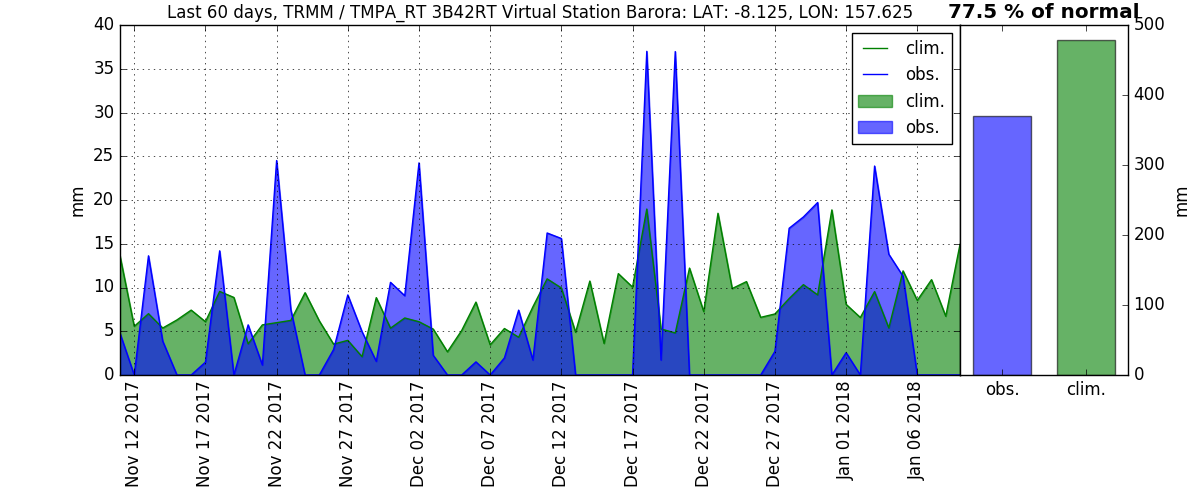 Last 60 days, TRMM / TMPA_RT 3B42RT Virtual Station Barora: LAT: -8.125, LON: 157.625
77.5 % of normal
40
35
30
25
20
15
10
5
0
mm
clim.
obs.
clim.
obs.
500
400
300
200
100
0
mm
obs.
clim.
Nov 12 2017
Nov 17 2017
Nov 22 2017
Nov 27 2017
Dec 02 2017
Dec 07 2017
Dec 12 2017
Dec 17 2017
Dec 22 2017
Dec 27 2017
Jan 01 2018
Jan 06 2018